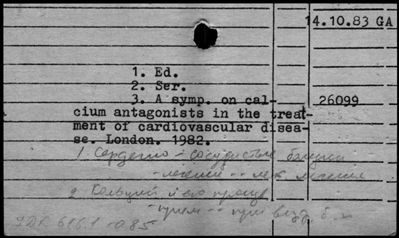 14.10.83 GA
1. Ed.
2. Ser.
3. A symp. on cal-
cium antagonists in the treat-
ment of cardiovascular disea-
se. London. 1982.
26099
1. Сердечно-сосудистые
2. Кальций и его